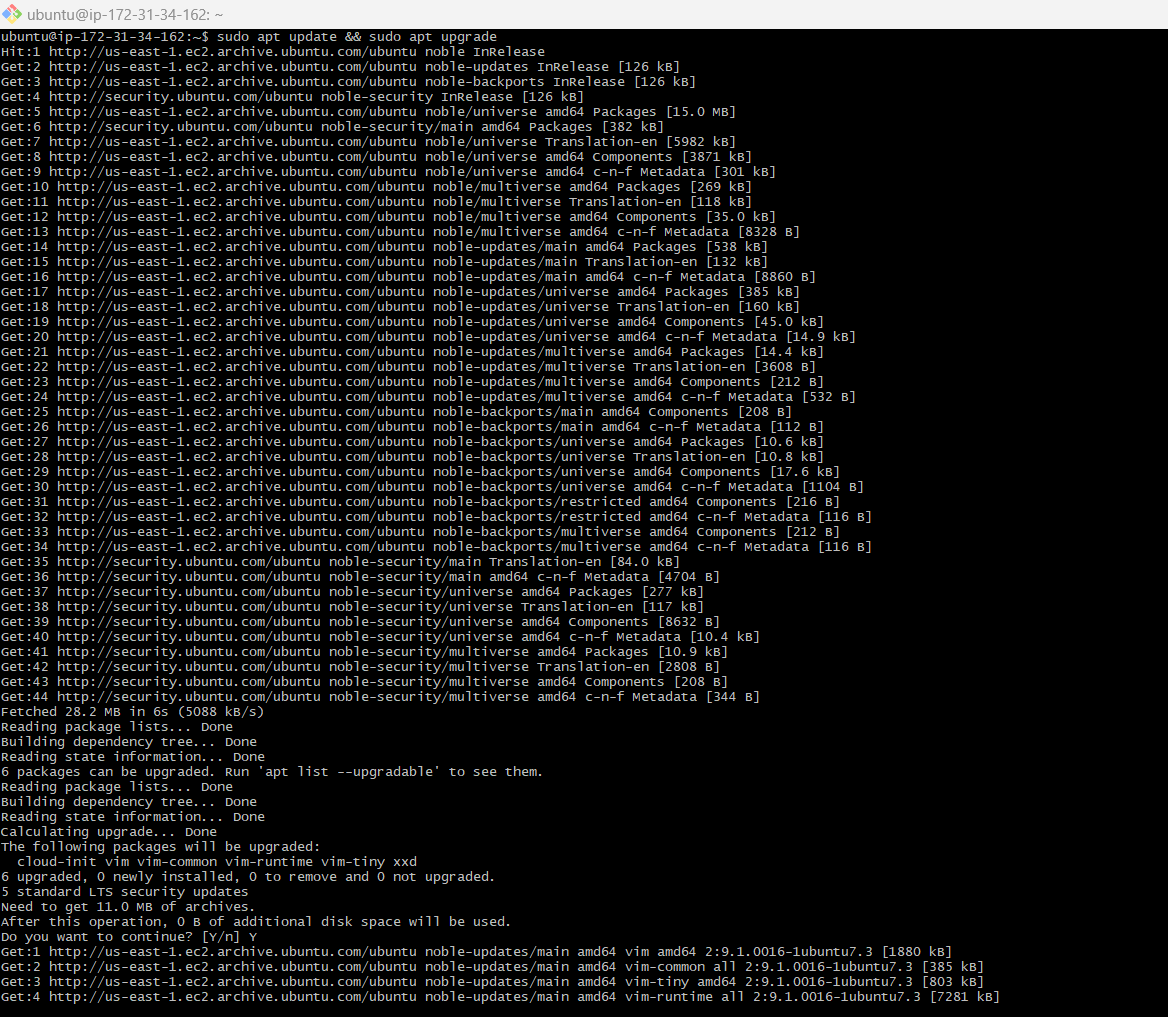 ubuntu@ip-172-31-34-162: ~
ubuntu@ip-172-31-34-162:~$ sudo apt update && sudo apt upgrade
Hit:1 http://us-east-1.ec2.archive.ubuntu.com/ubuntu noble InRelease
Get:2 http://us-east-1.ec2.archive.ubuntu.com/ubuntu noble-updates InRelease [126 kB]
Get:3 http://us-east-1.ec2.archive.ubuntu.com/ubuntu noble-backports InRelease [126 kB]
Get:4 http://security.ubuntu.com/ubuntu noble-security InRelease [126 kB]
Get:5 http://us-east-1.ec2.archive.ubuntu.com/ubuntu noble/universe amd64 Packages [15.0 MB]
Get:6 http://security.ubuntu.com/ubuntu noble-security/main amd64 Packages [382 kB]
Get:7 http://us-east-1.ec2.archive.ubuntu.com/ubuntu noble/universe Translation-en [5982 kB]
Get:8 http://us-east-1.ec2.archive.ubuntu.com/ubuntu noble/universe amd64 Components [3871 kB]
Get:9 http://us-east-1.ec2.archive.ubuntu.com/ubuntu noble/universe amd64 c-n-f Metadata [301 kB]
Get:10 http://us-east-1.ec2.archive.ubuntu.com/ubuntu noble/multiverse amd64 Packages [269 kB]
Get:11 http://us-east-1.ec2.archive.ubuntu.com/ubuntu noble/multiverse Translation-en [118 kB]
Get:12 http://us-east-1.ec2.archive.ubuntu.com/ubuntu noble/multiverse amd64 Components [35.0 kB]
Get:13 http://us-east-1.ec2.archive.ubuntu.com/ubuntu noble/multiverse amd64 c-n-f Metadata [8328 B]
Get:14 http://us-east-1.ec2.archive.ubuntu.com/ubuntu noble-updates/main amd64 Packages [538 kB]
Get:15 http://us-east-1.ec2.archive.ubuntu.com/ubuntu noble-updates/main Translation-en [132 kB]
Get:16 http://us-east-1.ec2.archive.ubuntu.com/ubuntu noble-updates/main amd64 c-n-f Metadata [8860 B]
Get:17 http://us-east-1.ec2.archive.ubuntu.com/ubuntu noble-updates/universe amd64 Packages [385 kB]
Get:18 http://us-east-1.ec2.archive.ubuntu.com/ubuntu noble-updates/universe Translation-en [160 kB]
Get:19 http://us-east-1.ec2.archive.ubuntu.com/ubuntu noble-updates/universe amd64 Components [45.0 kB]
Get:20 http://us-east-1.ec2.archive.ubuntu.com/ubuntu noble-updates/universe amd64 c-n-f Metadata [14.9 kB]
Get:21 http://us-east-1.ec2.archive.ubuntu.com/ubuntu noble-updates/multiverse amd64 Packages [14.4 kB]
Get:22 http://us-east-1.ec2.archive.ubuntu.com/ubuntu noble-updates/multiverse Translation-en [3608 B]
Get:23 http://us-east-1.ec2.archive.ubuntu.com/ubuntu noble-updates/multiverse amd64 Components [212 B]
Get:24 http://us-east-1.ec2.archive.ubuntu.com/ubuntu noble-updates/multiverse amd64 c-n-f Metadata [532 B]
Get:25 http://us-east-1.ec2.archive.ubuntu.com/ubuntu noble-backports/main amd64 Components [208 B]
Get:26 http://us-east-1.ec2.archive.ubuntu.com/ubuntu noble-backports/main amd64 c-n-f Metadata [112 B]
Get:27 http://us-east-1.ec2.archive.ubuntu.com/ubuntu noble-backports/universe amd64 Packages [10.6 kB]
Get:28 http://us-east-1.ec2.archive.ubuntu.com/ubuntu noble-backports/universe Translation-en [10.8 kB]
Get:29 http://us-east-1.ec2.archive.ubuntu.com/ubuntu noble-backports/universe amd64 Components [17.6 kB]
Get:30 http://us-east-1.ec2.archive.ubuntu.com/ubuntu noble-backports/universe amd64 c-n-f Metadata [1104 B]
Get:31 http://us-east-1.ec2.archive.ubuntu.com/ubuntu noble-backports/restricted amd64 Components [216 B]
Get:32 http://us-east-1.ec2.archive.ubuntu.com/ubuntu noble-backports/restricted amd64 c-n-f Metadata [116 B]
Get:33 http://us-east-1.ec2.archive.ubuntu.com/ubuntu noble-backports/multiverse amd64 Components [212 B]
Get:34 http://us-east-1.ec2.archive.ubuntu.com/ubuntu noble-backports/multiverse amd64 c-n-f Metadata [116 B]
Get:35 http://security.ubuntu.com/ubuntu noble-security/main Translation-en [84.0 kB]
Get:36 http://security.ubuntu.com/ubuntu noble-security/main amd64 c-n-f Metadata [4704 B]
Get:37 http://security.ubuntu.com/ubuntu noble-security/universe amd64 Packages [277 kB]
Get:38 http://security.ubuntu.com/ubuntu noble-security/universe Translation-en [117 kB]
Get:39 http://security.ubuntu.com/ubuntu noble-security/universe amd64 Components [8632 B]
Get:40 http://security.ubuntu.com/ubuntu noble-security/universe amd64 c-n-f Metadata [10.4 kB]
Get:41 http://security.ubuntu.com/ubuntu noble-security/multiverse amd64 Packages [10.9 kB]
Get:42 http://security.ubuntu.com/ubuntu noble-security/multiverse Translation-en [2808 B]
Get:43 http://security.ubuntu.com/ubuntu noble-security/multiverse amd64 Components [208 B]
Get:44 http://security.ubuntu.com/ubuntu noble-security/multiverse amd64 c-n-f Metadata [344 B]
Fetched 28.2 MB in 6s (5088 kB/s)
Reading package lists... Done
Building dependency tree... Done
Reading state information... Done
6 packages can be upgraded. Run 'apt list --upgradable' to see them.
Reading package lists... Done
Building dependency tree... Done
Reading state information... Done
Calculating upgrade... Done
The following packages will be upgraded:
cloud-init vim vim-common vim-runtime vim-tiny xxd
6 upgraded, 0 newly installed, 0 to remove and 0 not upgraded.
5 standard LTS security updates
Need to get 11.0 MB of archives.
After this operation, 0 B of additional disk space will be used.
Do you want to continue? [Y/n] Y
Get:1 http://us-east-1.ec2.archive.ubuntu.com/ubuntu noble-updates/main amd64 vim amd64 2:9.1.0016-1ubuntu7.3 [1880 kB]
Get:2 http://us-east-1.ec2.archive.ubuntu.com/ubuntu noble-updates/main amd64 vim-common all 2:9.1.0016-1ubuntu7.3 [385 kB]
Get:3 http://us-east-1.ec2.archive.ubuntu.com/ubuntu noble-updates/main amd64 vim-tiny amd64 2:9.1.0016-1ubuntu7.3 [803 kB]
Get:4 http://us-east-1.ec2.archive.ubuntu.com/ubuntu noble-updates/main amd64 vim-runtime all 2:9.1.0016-1ubuntu7.3 [7281 kB]